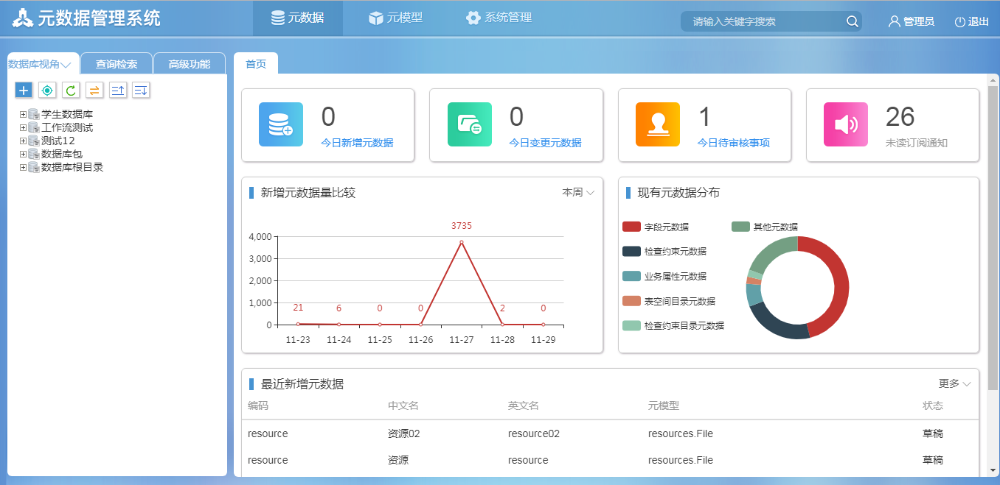 元数据管理系统
元数据
元模型
系统管理
请输入关键字搜索
管理员
退出
数据库视角
查询检索
高级功能
首页
学生数据库
工作流测试
测试12
数据库包
数据库根目录
0
今日新增元数据
0
今日变更元数据
1
今日待审核事项
26
未读订阅通知
新增元数据量比较
本周
3735
4,000
3,000
2,000
1,000
0
21
6
0
0
2
0
11-23
11-24
11-25
11-26
11-27
11-28
11-29
现有元数据分布
字段元数据
其他元数据
检查约束元数据
业务属性元数据
表空间目录元数据
检查约束目录元数据
最近新增元数据
更多
编码 中文名 英文名 元模型 状态
resource 资源02 resource02 resources.File 草稿
resource 资源 resource resources.File 草稿